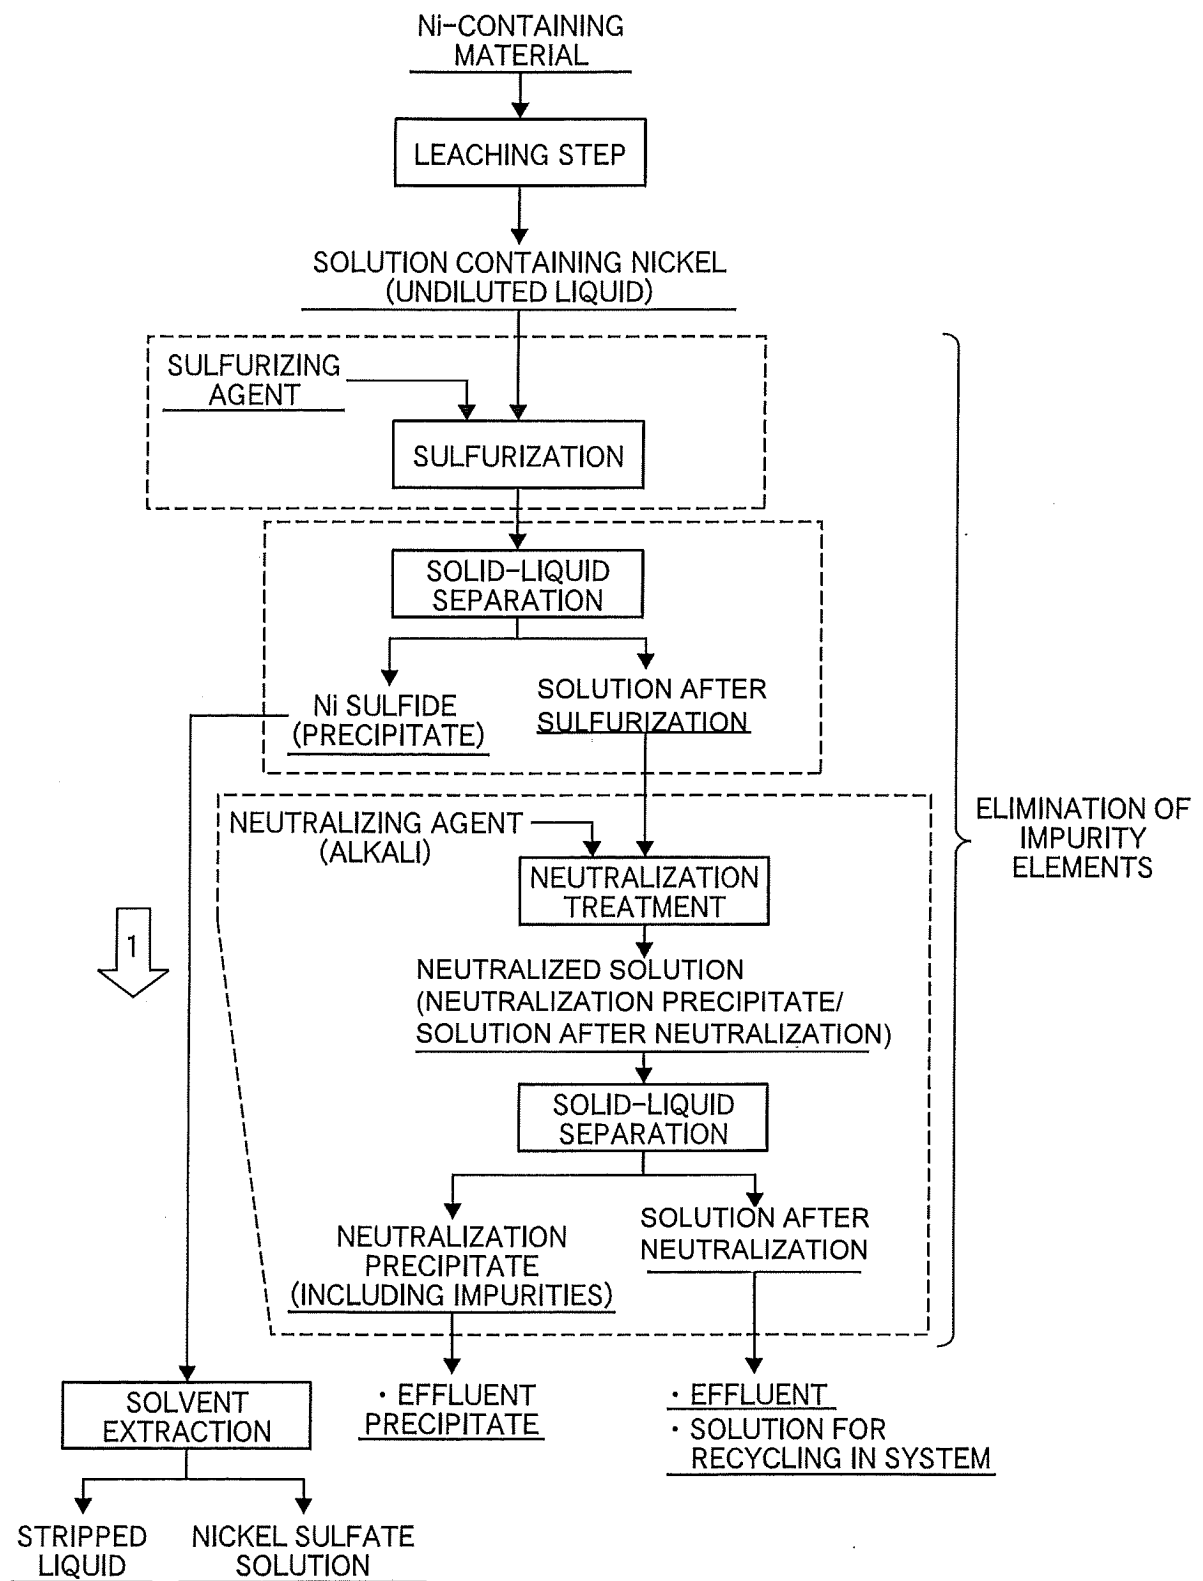 Ni-CONTAINING
MATERIAL
LEACHING STEP
SOLUTION CONTAINING NICKEL
(UNDILUTED LIQUID)
SULFURIZING
AGENT
SULFURIZATION
SOLID-LIQUID
SEPARATION
Ni SULFIDE
(PRECIPITATE)
SOLUTION AFTER
SULFURIZATION
ELIMINATION OF
IMPURITY
ELEMENTS
NEUTRALIZING AGENT
(ALKALI)
NEUTRALIZATION
TREATMENT
1
NEUTRALIZED SOLUTION
(NEUTRALIZATION PRECIPITATE/
SOLUTION AFTER NEUTRALIZATION)
SOLID-LIQUID
SEPARATION
NEUTRALIZATION
PRECIPITATE
(INCLUDING IMPURITIES)
SOLUTION AFTER
NEUTRALIZATION
SOLVENT
EXTRACTION
・EFFLUENT
PRECIPITATE
・EFFLUENT
・SOLUTION FOR
RECYCLING IN SYSTEM
STRIPPED
LIQUID
NICKEL SULFATE
SOLUTION